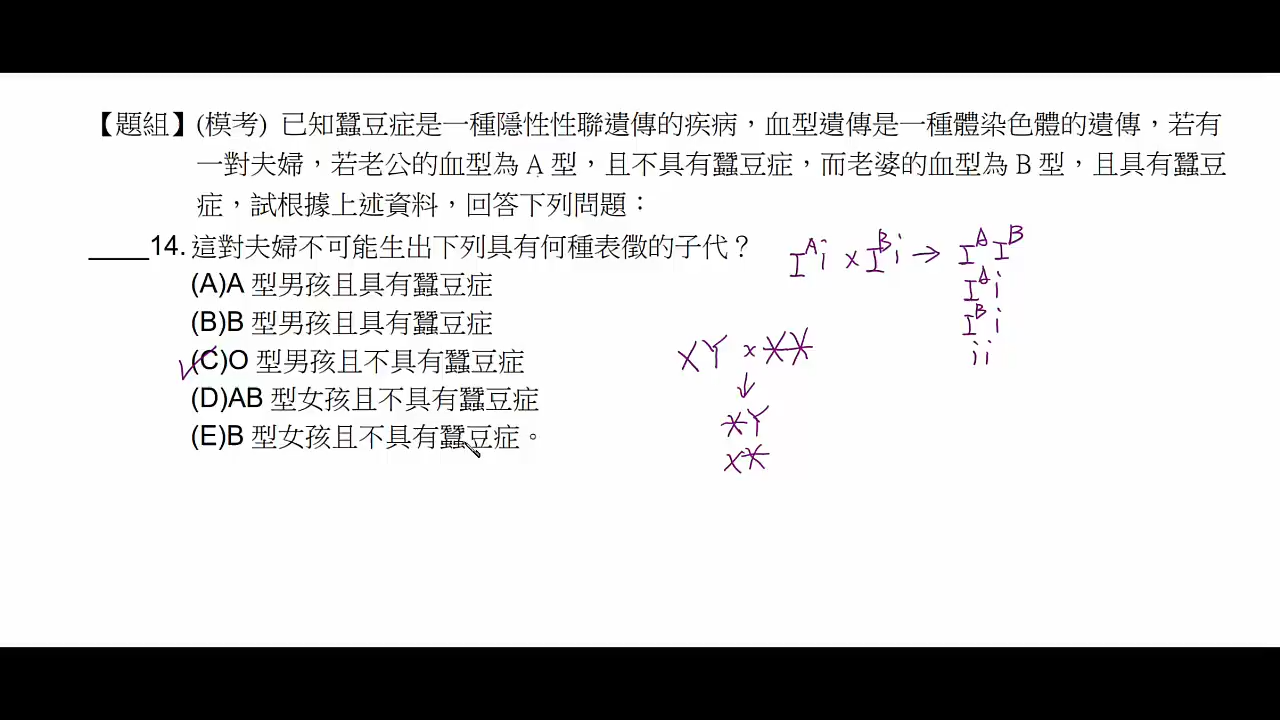 【題組】(模考) 已知蠶豆症是一種隱性性聯遺傳的疾病，血型遺傳是一種體染色體的遺傳，若有
一對夫婦，若老公的血型為 A 型，且不具有蠶豆症，而老婆的血型為 B 型，且具有蠶豆
症，試根據上述資料，回答下列問題：
____14. 這對夫婦不可能生出下列具有何種表徵的子代？
(A)A 型男孩且具有蠶豆症
(B)B 型男孩且具有蠶豆症
✓(C)O 型男孩且不具有蠶豆症
(D)AB 型女孩且不具有蠶豆症
(E)B 型女孩且不具有蠶豆症。
I^A i × I^B i → I^A I^B
I^A i
I^B i
i i
XY × XX
↓
XY
XX